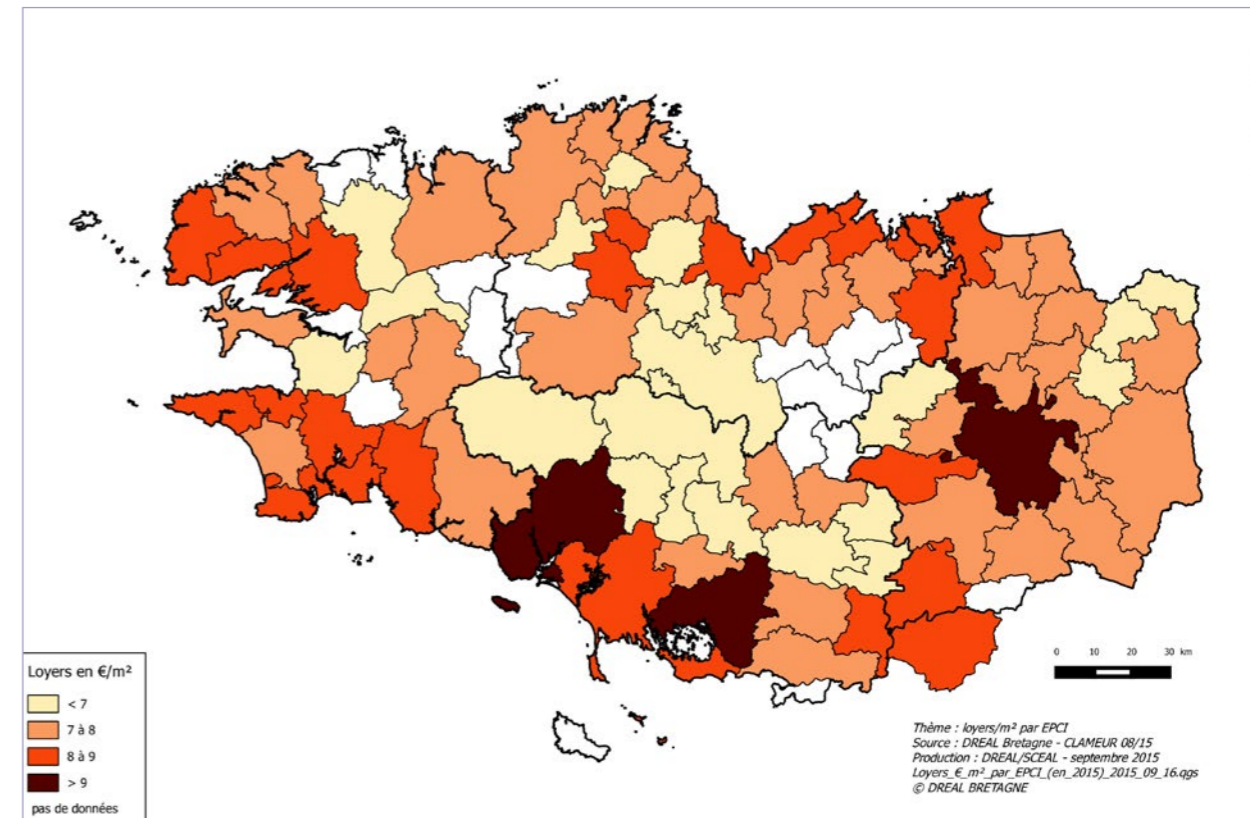 Loyers en €/m²
< 7
7 à 8
8 à 9
> 9
pas de données
0 10 20 30 km
Thème : loyers/m² par EPCI
Source : DREAL Bretagne - CLAMEUR 08/15
Production : DREAL/SCEAL - septembre 2015
Loyers_€_m²_par_EPCI_(en_2015)_2015_09_16.qgs
© DREAL BRETAGNE